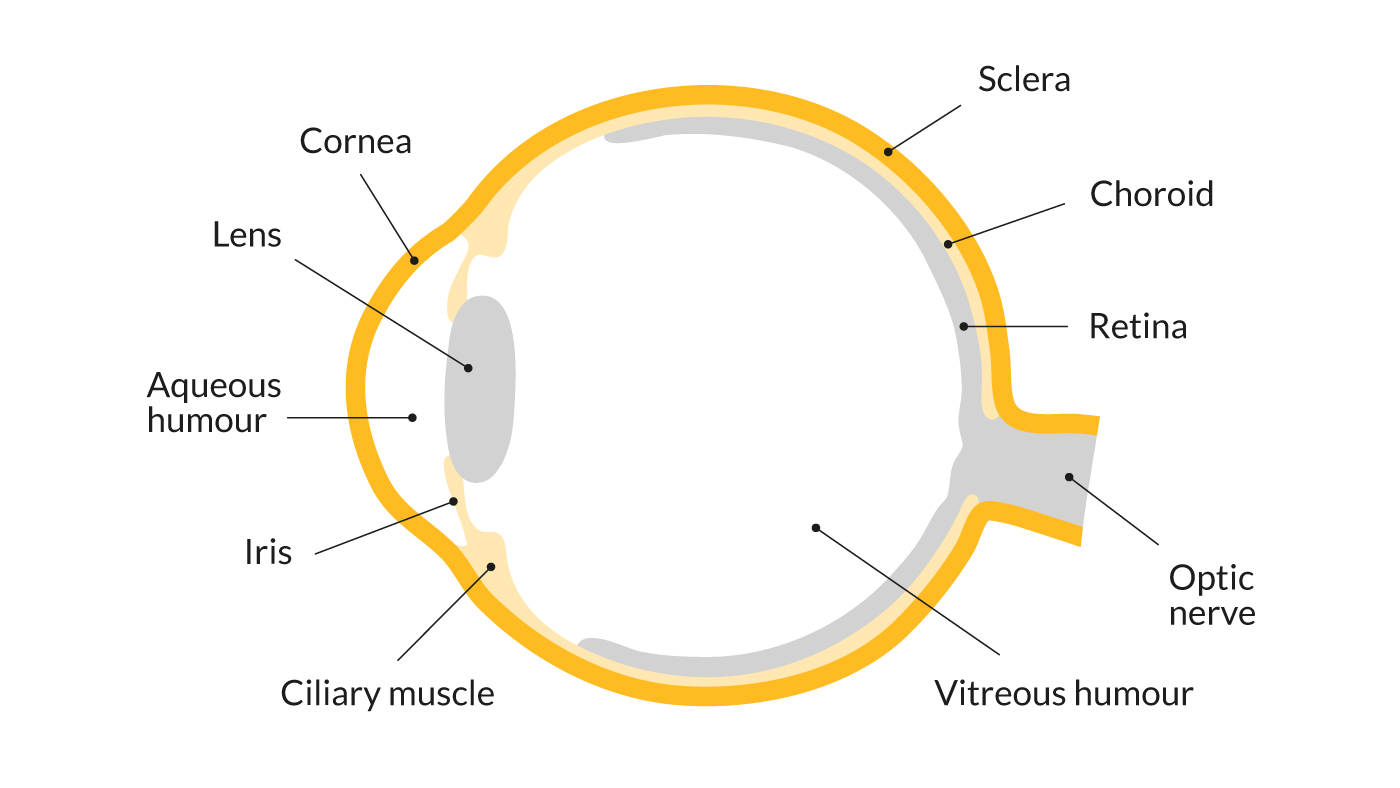 Sclera
Cornea
Choroid
Lens
Retina
Aqueous
humour
Iris
Optic
nerve
Ciliary muscle
Vitreous humour